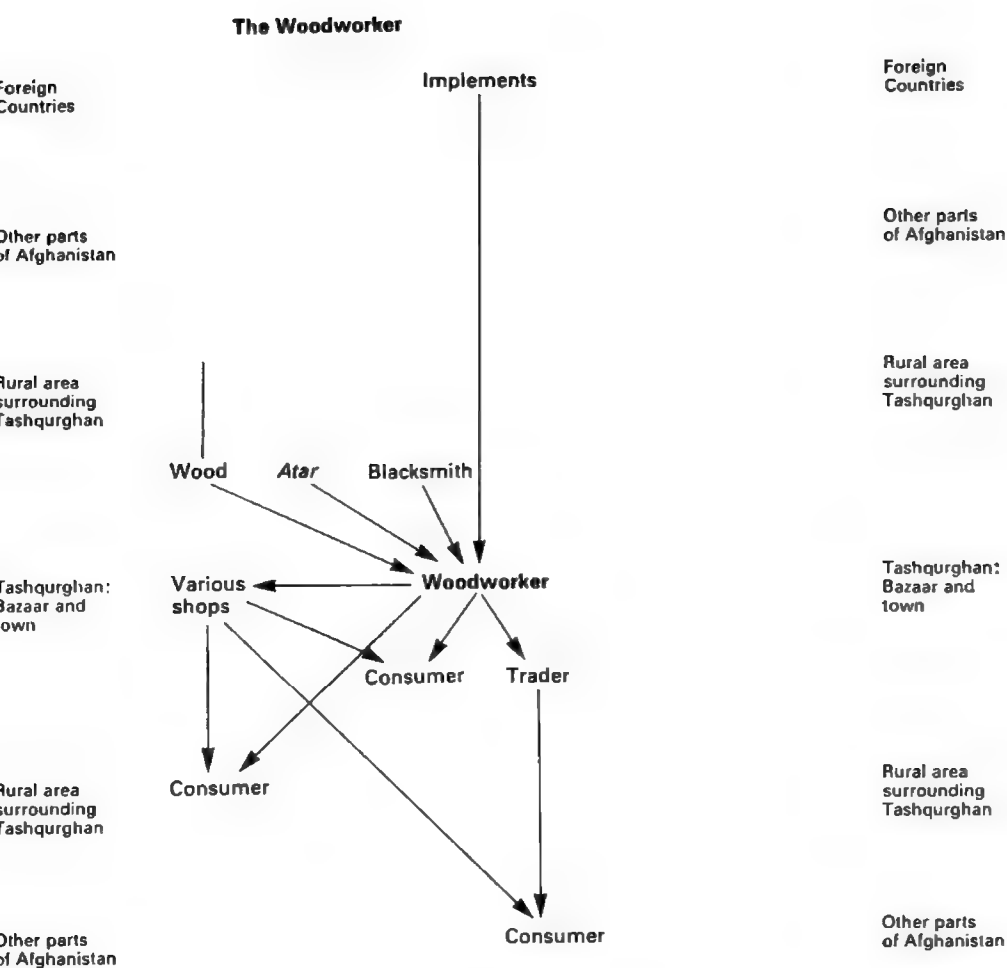 The Woodworker
Implements
Foreign
Countries
Foreign
Countries
Other parts
of Afghanistan
Other parts
of Afghanistan
Rural area
surrounding
Tashqurghan
Rural area
surrounding
Tashqurghan
Wood
Atar
Blacksmith
Tashqurghan:
Bazaar and
town
Various
shops
Woodworker
Tashqurghan:
Bazaar and
town
Consumer
Trader
Rural area
surrounding
Tashqurghan
Consumer
Rural area
surrounding
Tashqurghan
Other parts
of Afghanistan
Consumer
Other parts
of Afghanistan